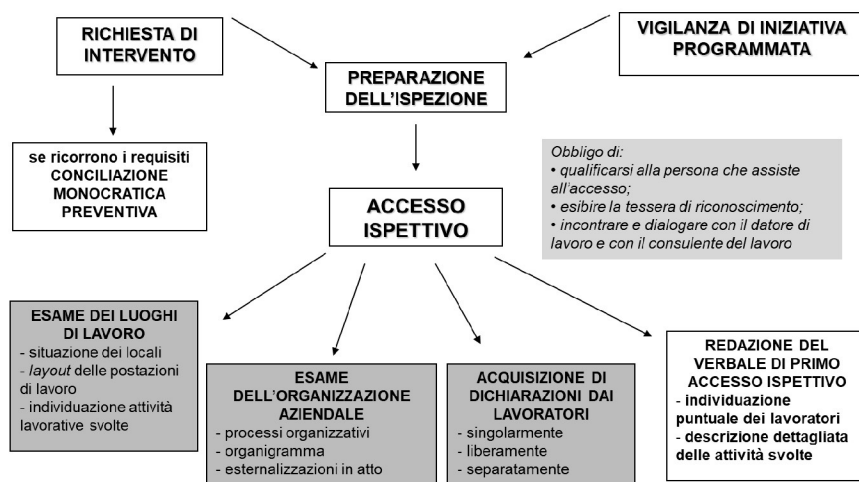 RICHIESTA DI
INTERVENTO
VIGILANZA DI INIZIATIVA
PROGRAMMATA
PREPARAZIONE
DELL'ISPEZIONE
se ricorrono i requisiti
CONCILIAZIONE
MONOCRATICA
PREVENTIVA
Obbligo di:
• qualificarsi alla persona che assiste
all'accesso;
• esibire la tessera di riconoscimento;
• incontrare e dialogare con il datore di
lavoro e con il consulente del lavoro
ACCESSO
ISPETTIVO
ESAME DEI LUOGHI
DI LAVORO
- situazione dei locali
- layout delle postazioni
di lavoro
- individuazione attività
lavorative svolte
ESAME
DELL'ORGANIZZAZIONE
AZIENDALE
- processi organizzativi
- organigramma
- esternalizzazioni in atto
ACQUISIZIONE DI
DICHIARAZIONI DAI
LAVORATORI
- singolarmente
- liberamente
- separatamente
REDAZIONE DEL
VERBALE DI PRIMO
ACCESSO ISPETTIVO
- individuazione
puntuale dei lavoratori
- descrizione dettagliata
delle attività svolte